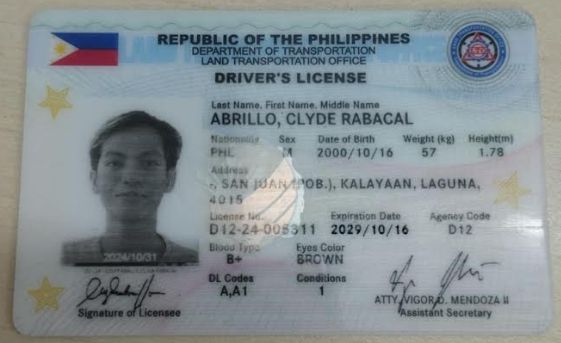 REPUBLIC OF THE PHILIPPINES
DEPARTMENT OF TRANSPORTATION
LAND TRANSPORTATION OFFICE
DRIVER'S LICENSE
Last Name, First Name, Middle Name
ABRILLO, CLYDE RABACAL
Nationality Sex Date of Birth Weight (kg) Height(m)
PHL M 2000/10/16 57 1.78
Address
-, SAN JUAN (POB.), KALAYAAN, LAGUNA,
4015
License No. Expiration Date Agency Code
D12-24-005311 2029/10/16 D12
Blood Type Eyes Color
B+ BROWN
DL Codes Conditions
A,A1 1
2024/10/31
Signature of Licensee
ATTY. VIGOR D. MENDOZA II
Assistant Secretary